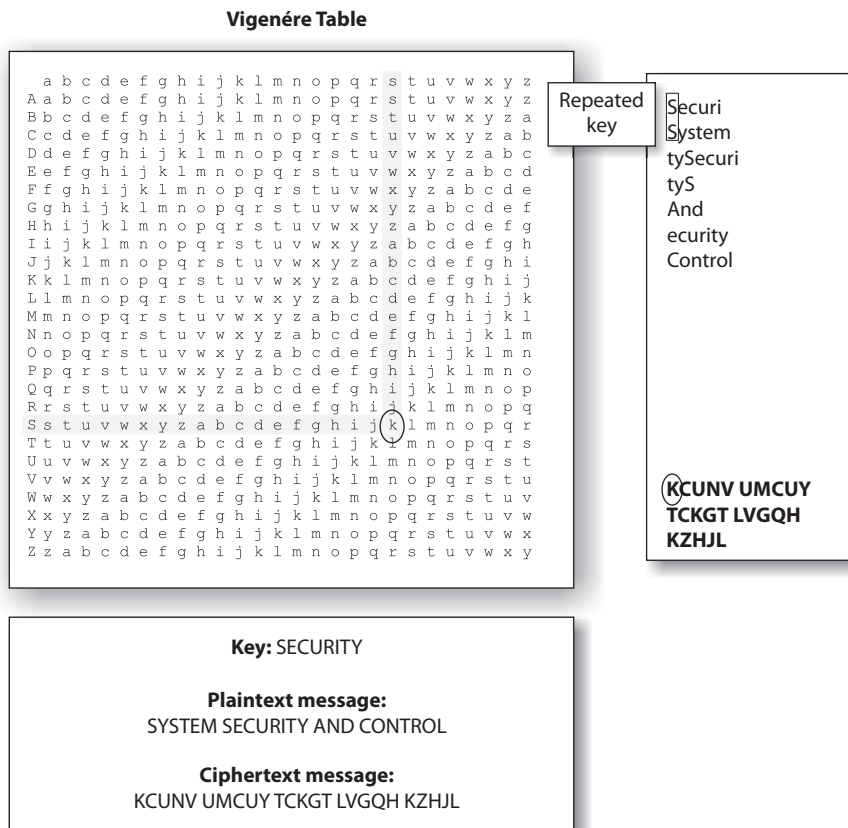 Vigenére Table
a b c d e f g h i j k l m n o p q r s t u v w x y z
A a b c d e f g h i j k l m n o p q r s t u v w x y z
B b c d e f g h i j k l m n o p q r s t u v w x y z a
C c d e f g h i j k l m n o p q r s t u v w x y z a b
D d e f g h i j k l m n o p q r s t u v w x y z a b c
E e f g h i j k l m n o p q r s t u v w x y z a b c d
F f g h i j k l m n o p q r s t u v w x y z a b c d e
G g h i j k l m n o p q r s t u v w x y z a b c d e f
H h i j k l m n o p q r s t u v w x y z a b c d e f g
I i j k l m n o p q r s t u v w x y z a b c d e f g h
J j k l m n o p q r s t u v w x y z a b c d e f g h i
K k l m n o p q r s t u v w x y z a b c d e f g h i j
L l m n o p q r s t u v w x y z a b c d e f g h i j k
M m n o p q r s t u v w x y z a b c d e f g h i j k l
N n o p q r s t u v w x y z a b c d e f g h i j k l m
O o p q r s t u v w x y z a b c d e f g h i j k l m n
P p q r s t u v w x y z a b c d e f g h i j k l m n o
Q q r s t u v w x y z a b c d e f g h i j k l m n o p
R r s t u v w x y z a b c d e f g h i j k l m n o p q
S s t u v w x y z a b c d e f g h i j k l m n o p q r
T t u v w x y z a b c d e f g h i j k l m n o p q r s
U u v w x y z a b c d e f g h i j k l m n o p q r s t
V v w x y z a b c d e f g h i j k l m n o p q r s t u
W w x y z a b c d e f g h i j k l m n o p q r s t u v
X x y z a b c d e f g h i j k l m n o p q r s t u v w
Y y z a b c d e f g h i j k l m n o p q r s t u v w x
Z z a b c d e f g h i j k l m n o p q r s t u v w x y
Repeated
key
Securi
System
tySecuri
tyS
And
ecurity
Control
KCUNV UMCUY
TCKGT LVGQH
KZHJL
Key: SECURITY
Plaintext message:
SYSTEM SECURITY AND CONTROL
Ciphertext message:
KCUNV UMCUY TCKGT LVGQH KZHJL